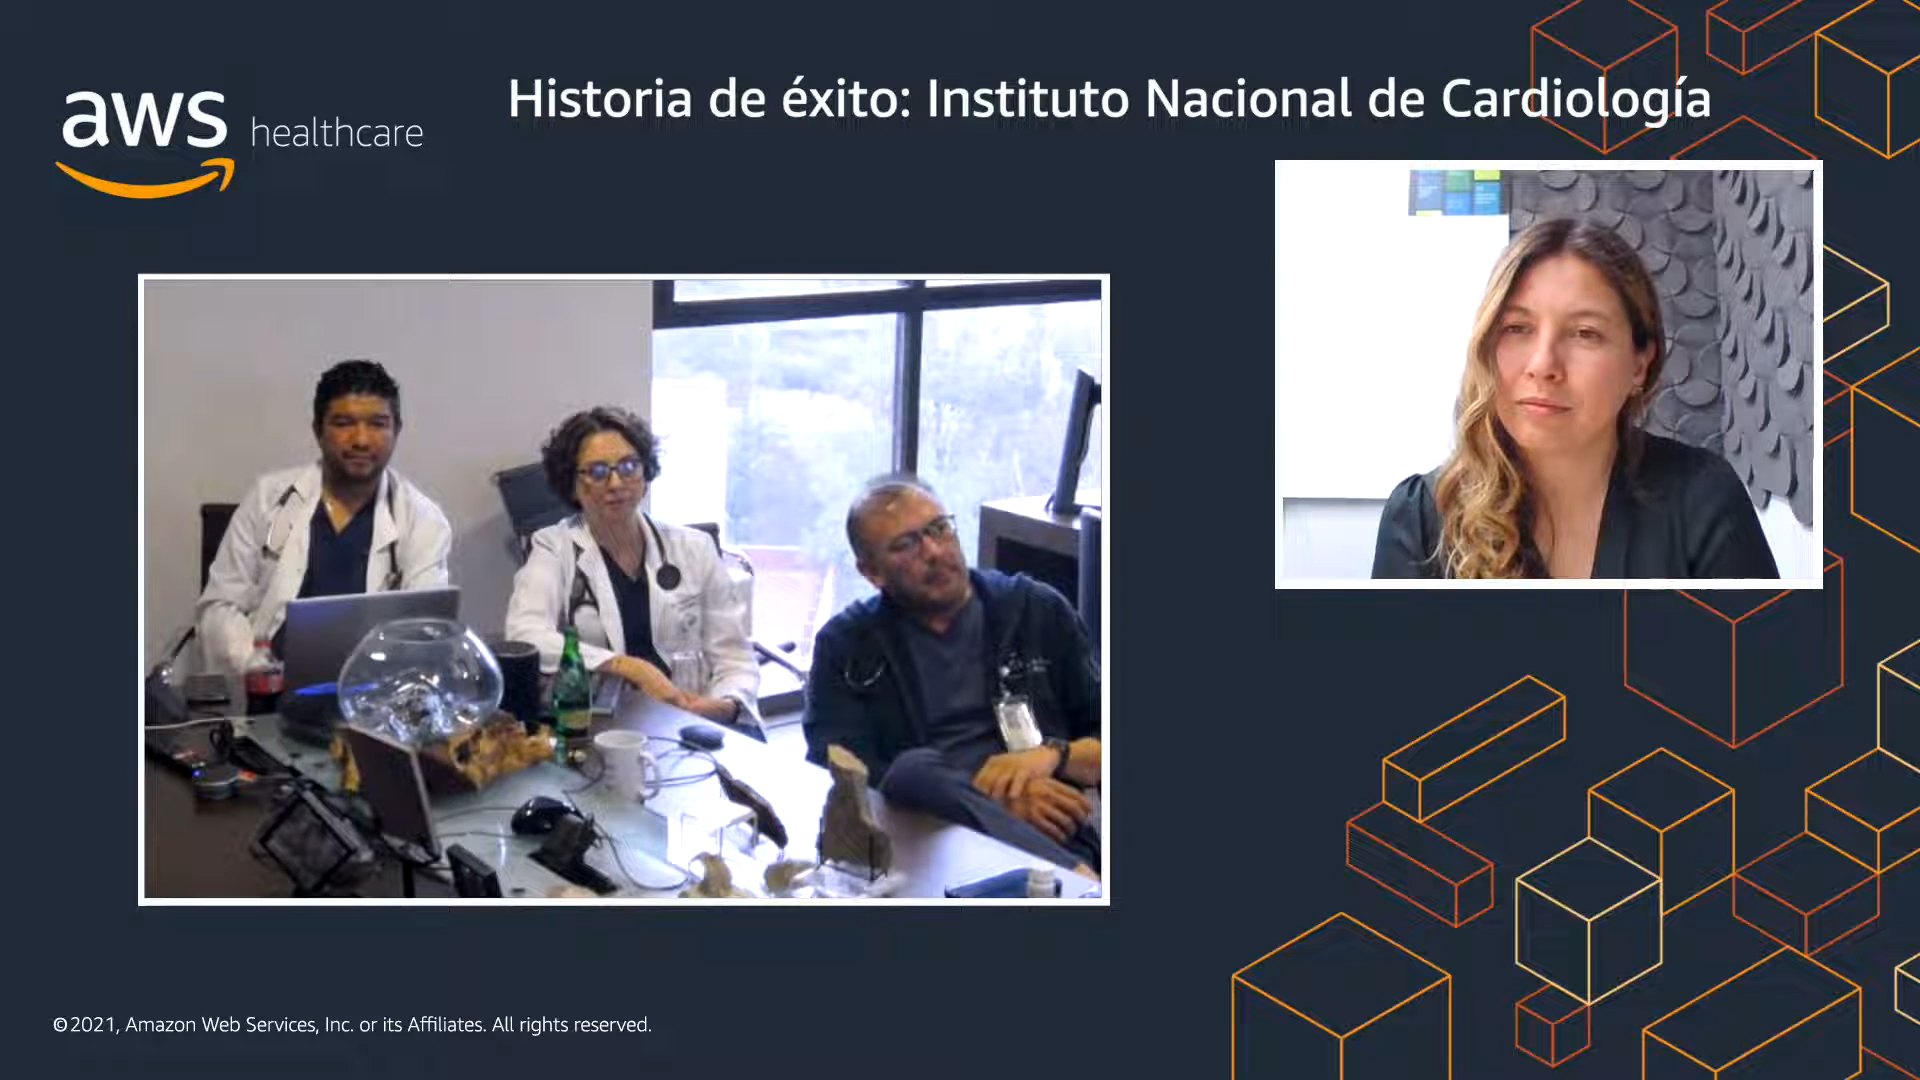 Historia de éxito: Instituto Nacional de Cardiología
aws healthcare
©2021, Amazon Web Services, Inc. or its Affiliates. All rights reserved.